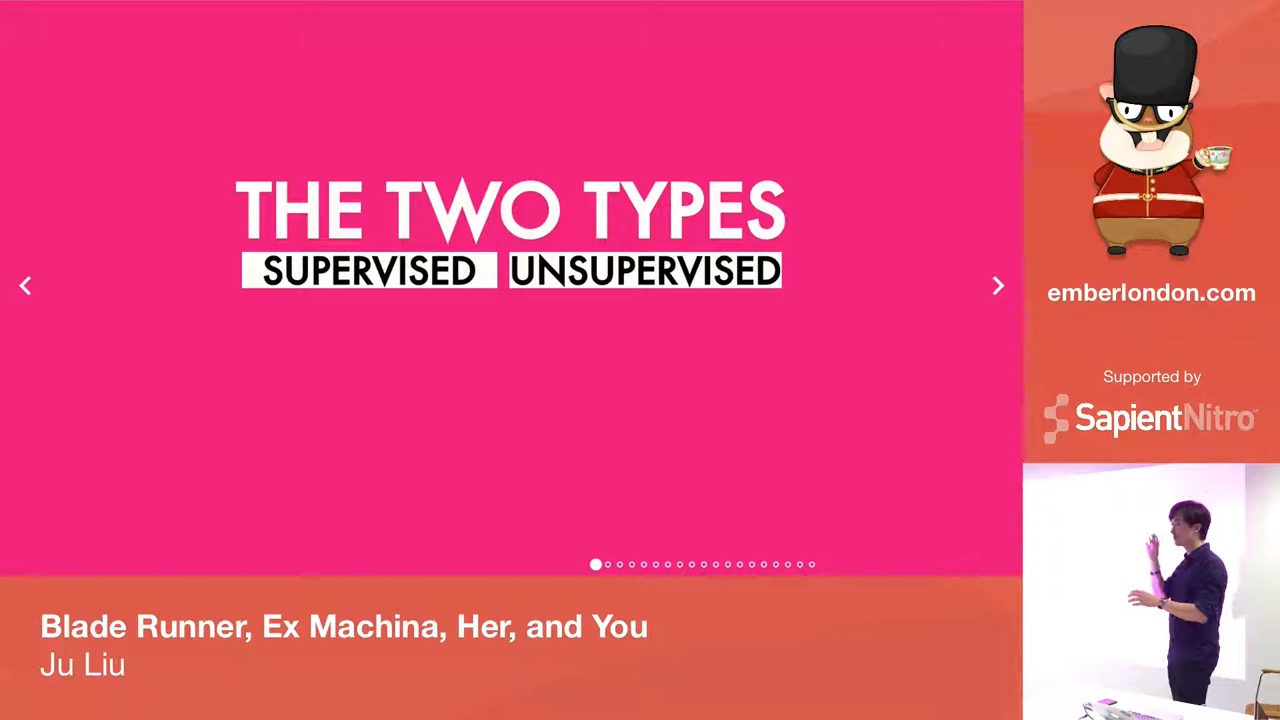 THE TWO TYPES
SUPERVISED UNSUPERVISED
emberlondon.com
Supported by
SapientNitro
Blade Runner, Ex Machina, Her, and You
Ju Liu